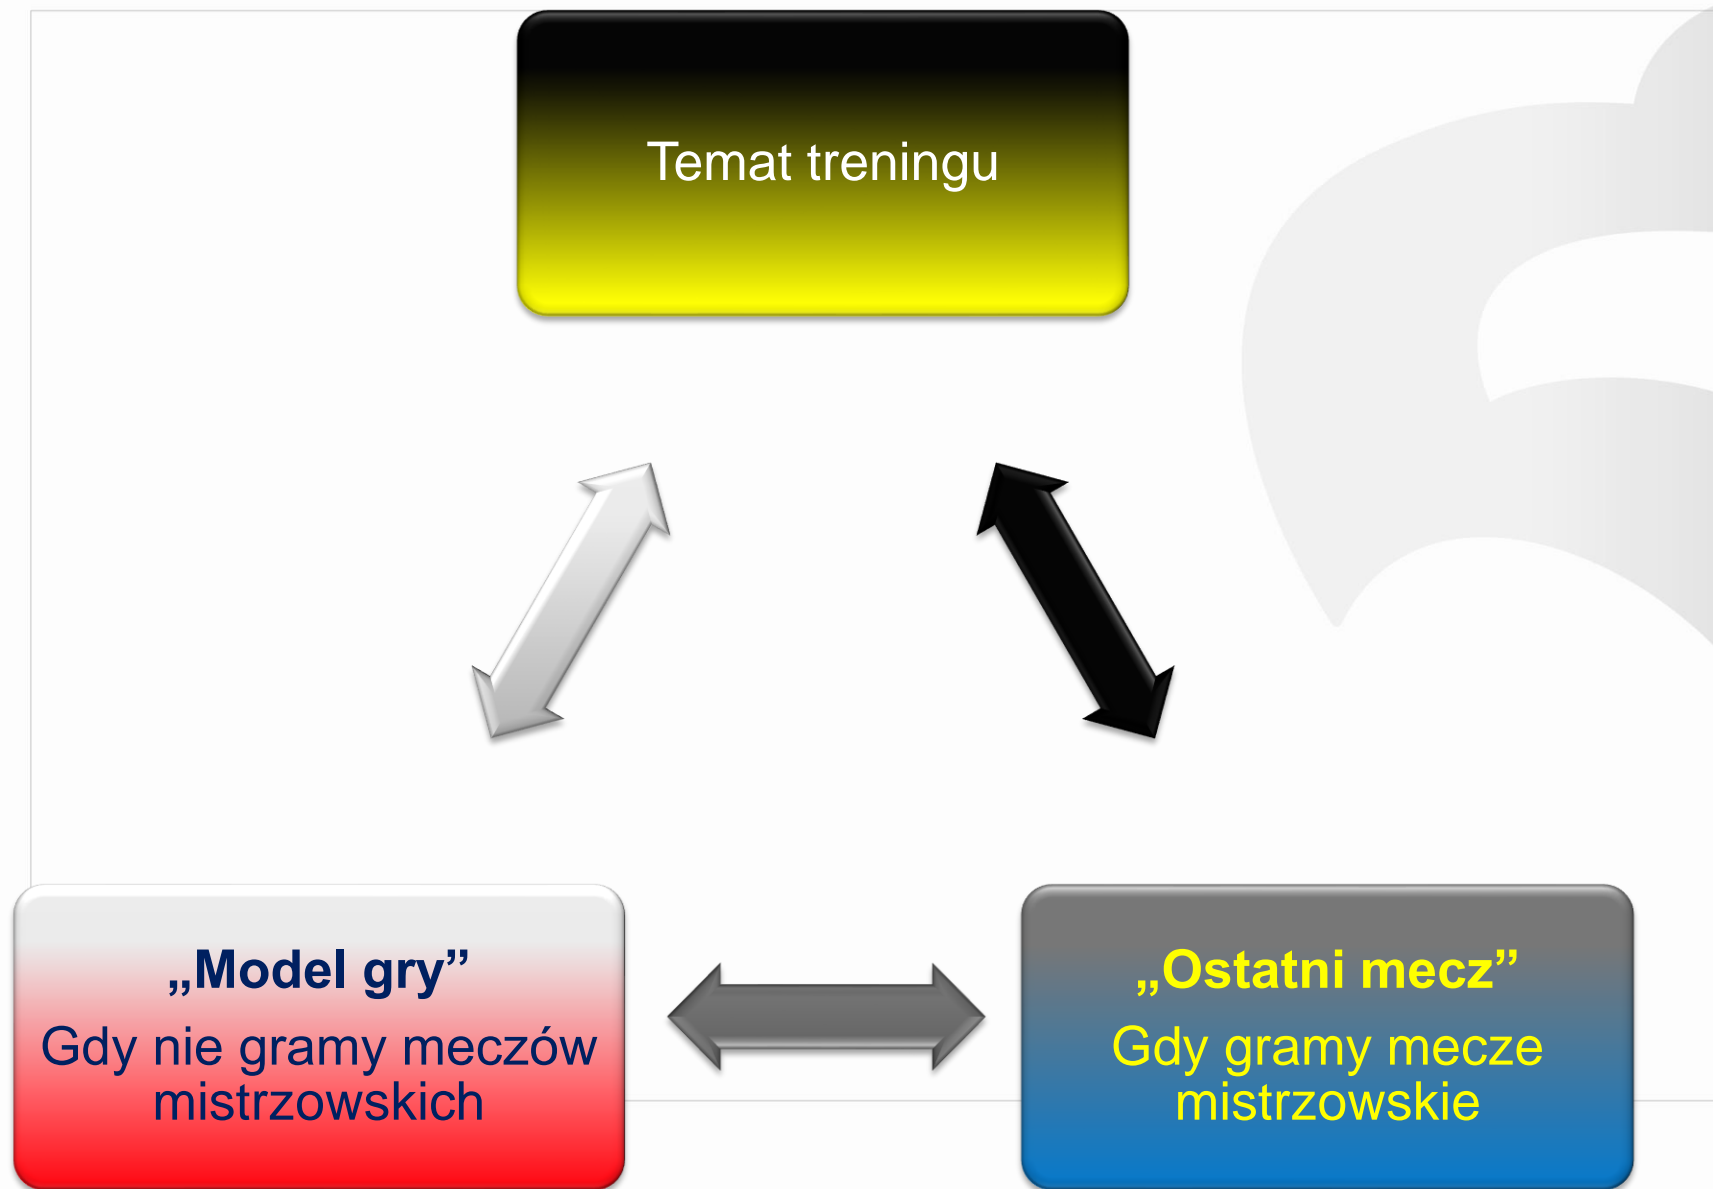 Temat treningu
„Model gry”
Gdy nie gramy meczów
mistrzowskich
„Ostatni mecz”
Gdy gramy mecze
mistrzowskie